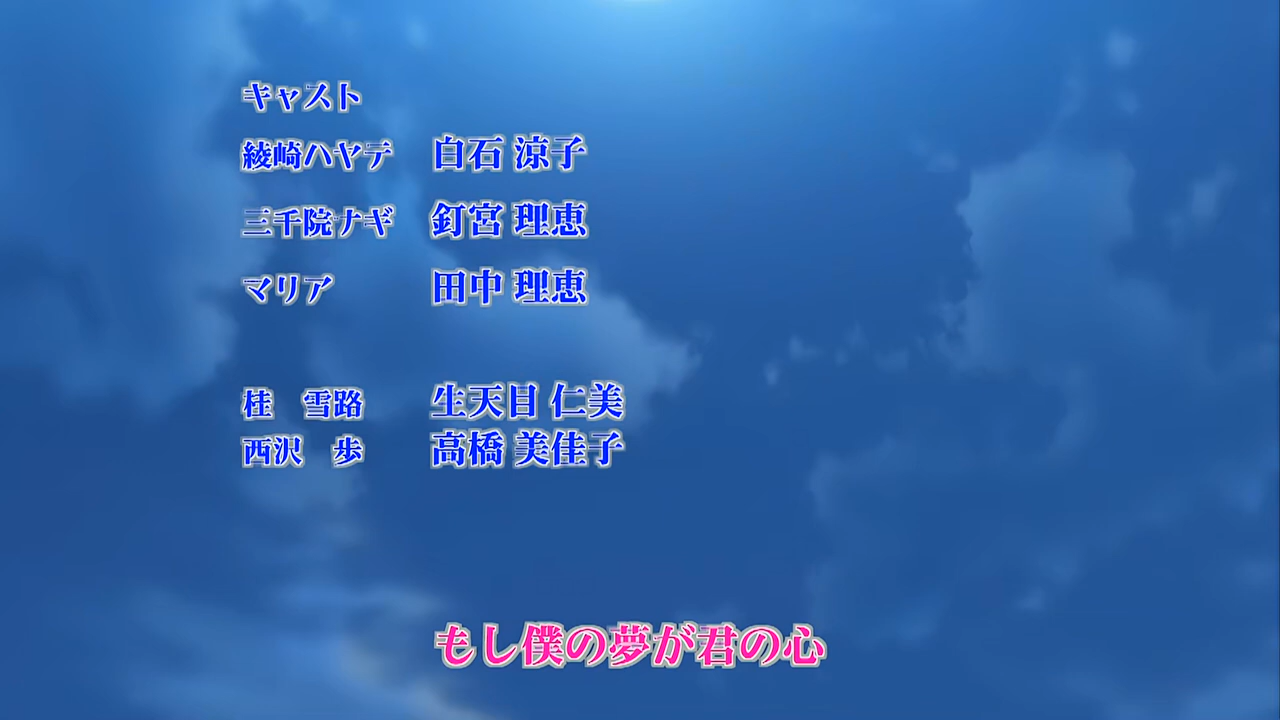 キャスト
綾崎ハヤテ 白石 涼子
三千院ナギ 釘宮 理恵
マリア 田中 理恵
桂　雪路 生天目 仁美
西沢　歩 高橋 美佳子
もし僕の夢が君の心